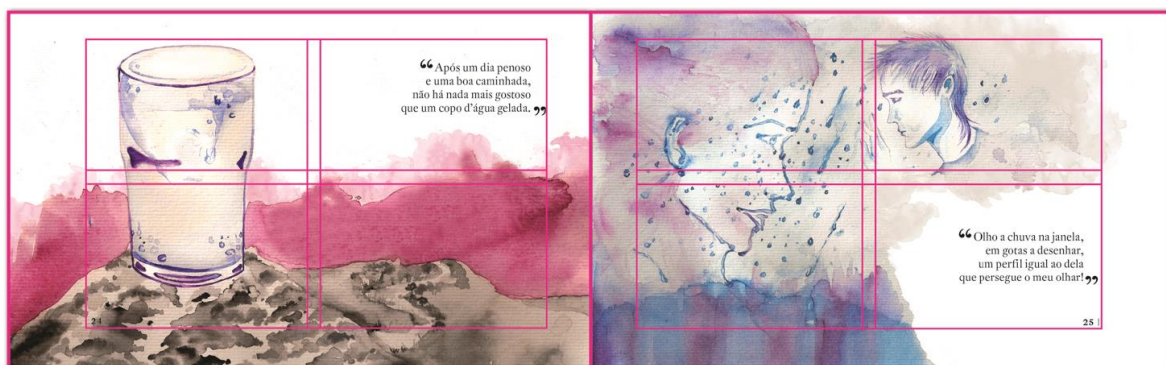 “Após um dia penoso
e uma boa caminhada,
não há nada mais gostoso
que um copo d’água gelada.”
24
“Olho a chuva na janela,
em gotas a desenhar,
um perfil igual ao dela
que persegue o meu olhar!”
25